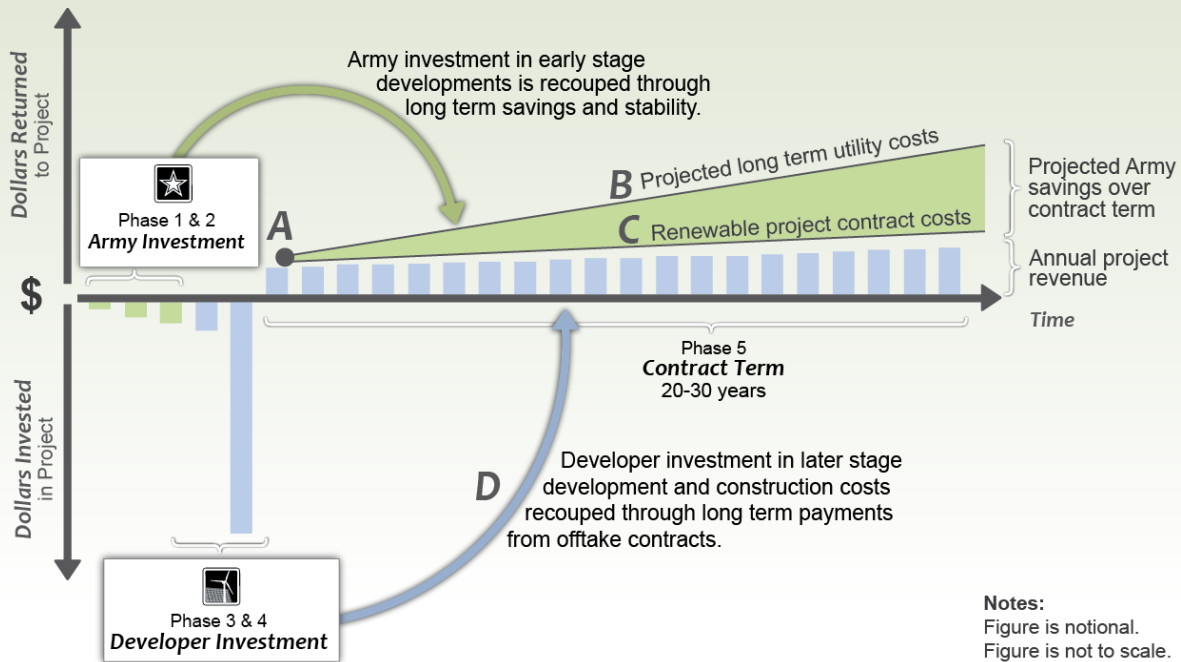 Dollars Returned
to Project
Army investment in early stage
developments is recouped through
long term savings and stability.
Phase 1 & 2
Army Investment
A
B Projected long term utility costs
C Renewable project contract costs
Projected Army
savings over
contract term
Annual project
revenue
$
Time
Phase 5
Contract Term
20-30 years
Dollars Invested
in Project
D
Developer investment in later stage
development and construction costs
recouped through long term payments
from offtake contracts.
Phase 3 & 4
Developer Investment
Notes:
Figure is notional.
Figure is not to scale.